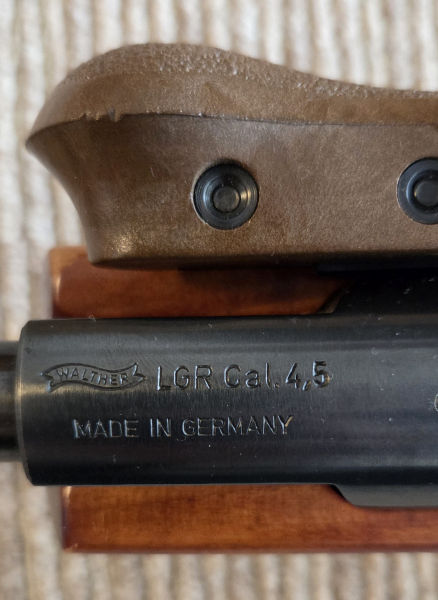 WALTHER LGR Cal. 4,5
MADE IN GERMANY